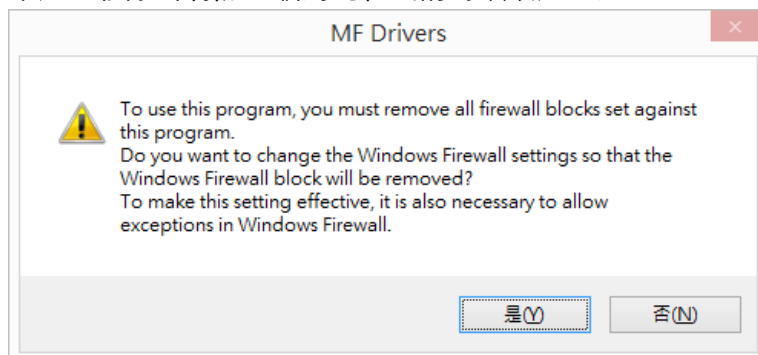 MF Drivers
To use this program, you must remove all firewall blocks set against
this program.
Do you want to change the Windows Firewall settings so that the
Windows Firewall block will be removed?
To make this setting effective, it is also necessary to allow
exceptions in Windows Firewall.
是(Y)
否(N)